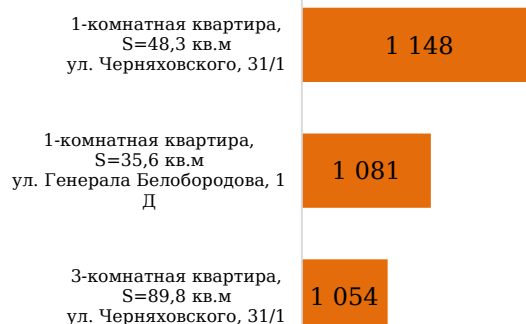 1-комнатная квартира,
S=48,3 кв.м
ул. Черняховского, 31/1
1 148
1-комнатная квартира,
S=35,6 кв.м
ул. Генерала Белобородова, 1
Д
1 081
3-комнатная квартира,
S=89,8 кв.м
ул. Черняховского, 31/1
1 054